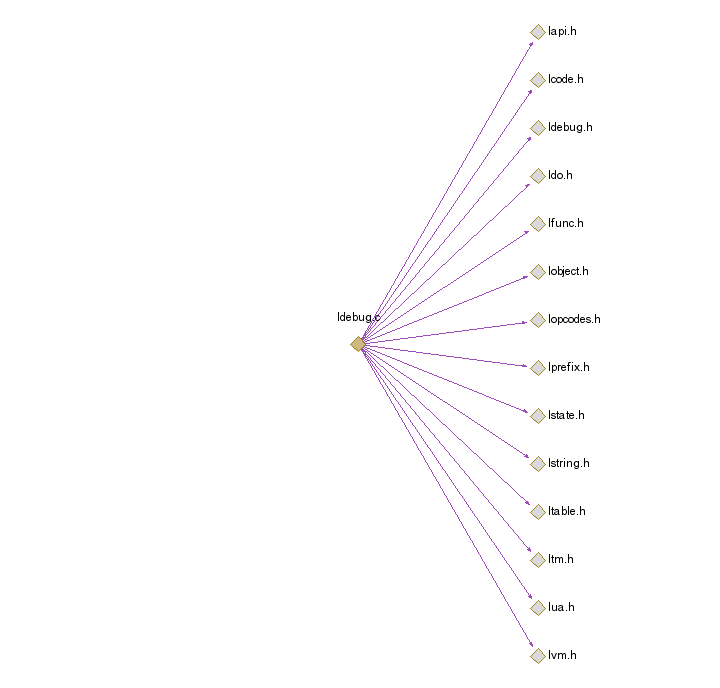 lapi.h
lcode.h
ldebug.h
ldo.h
lfunc.h
lobject.h
ldebug.c
lopcodes.h
lprefix.h
lstate.h
lstring.h
ltable.h
ltm.h
lua.h
lvm.h